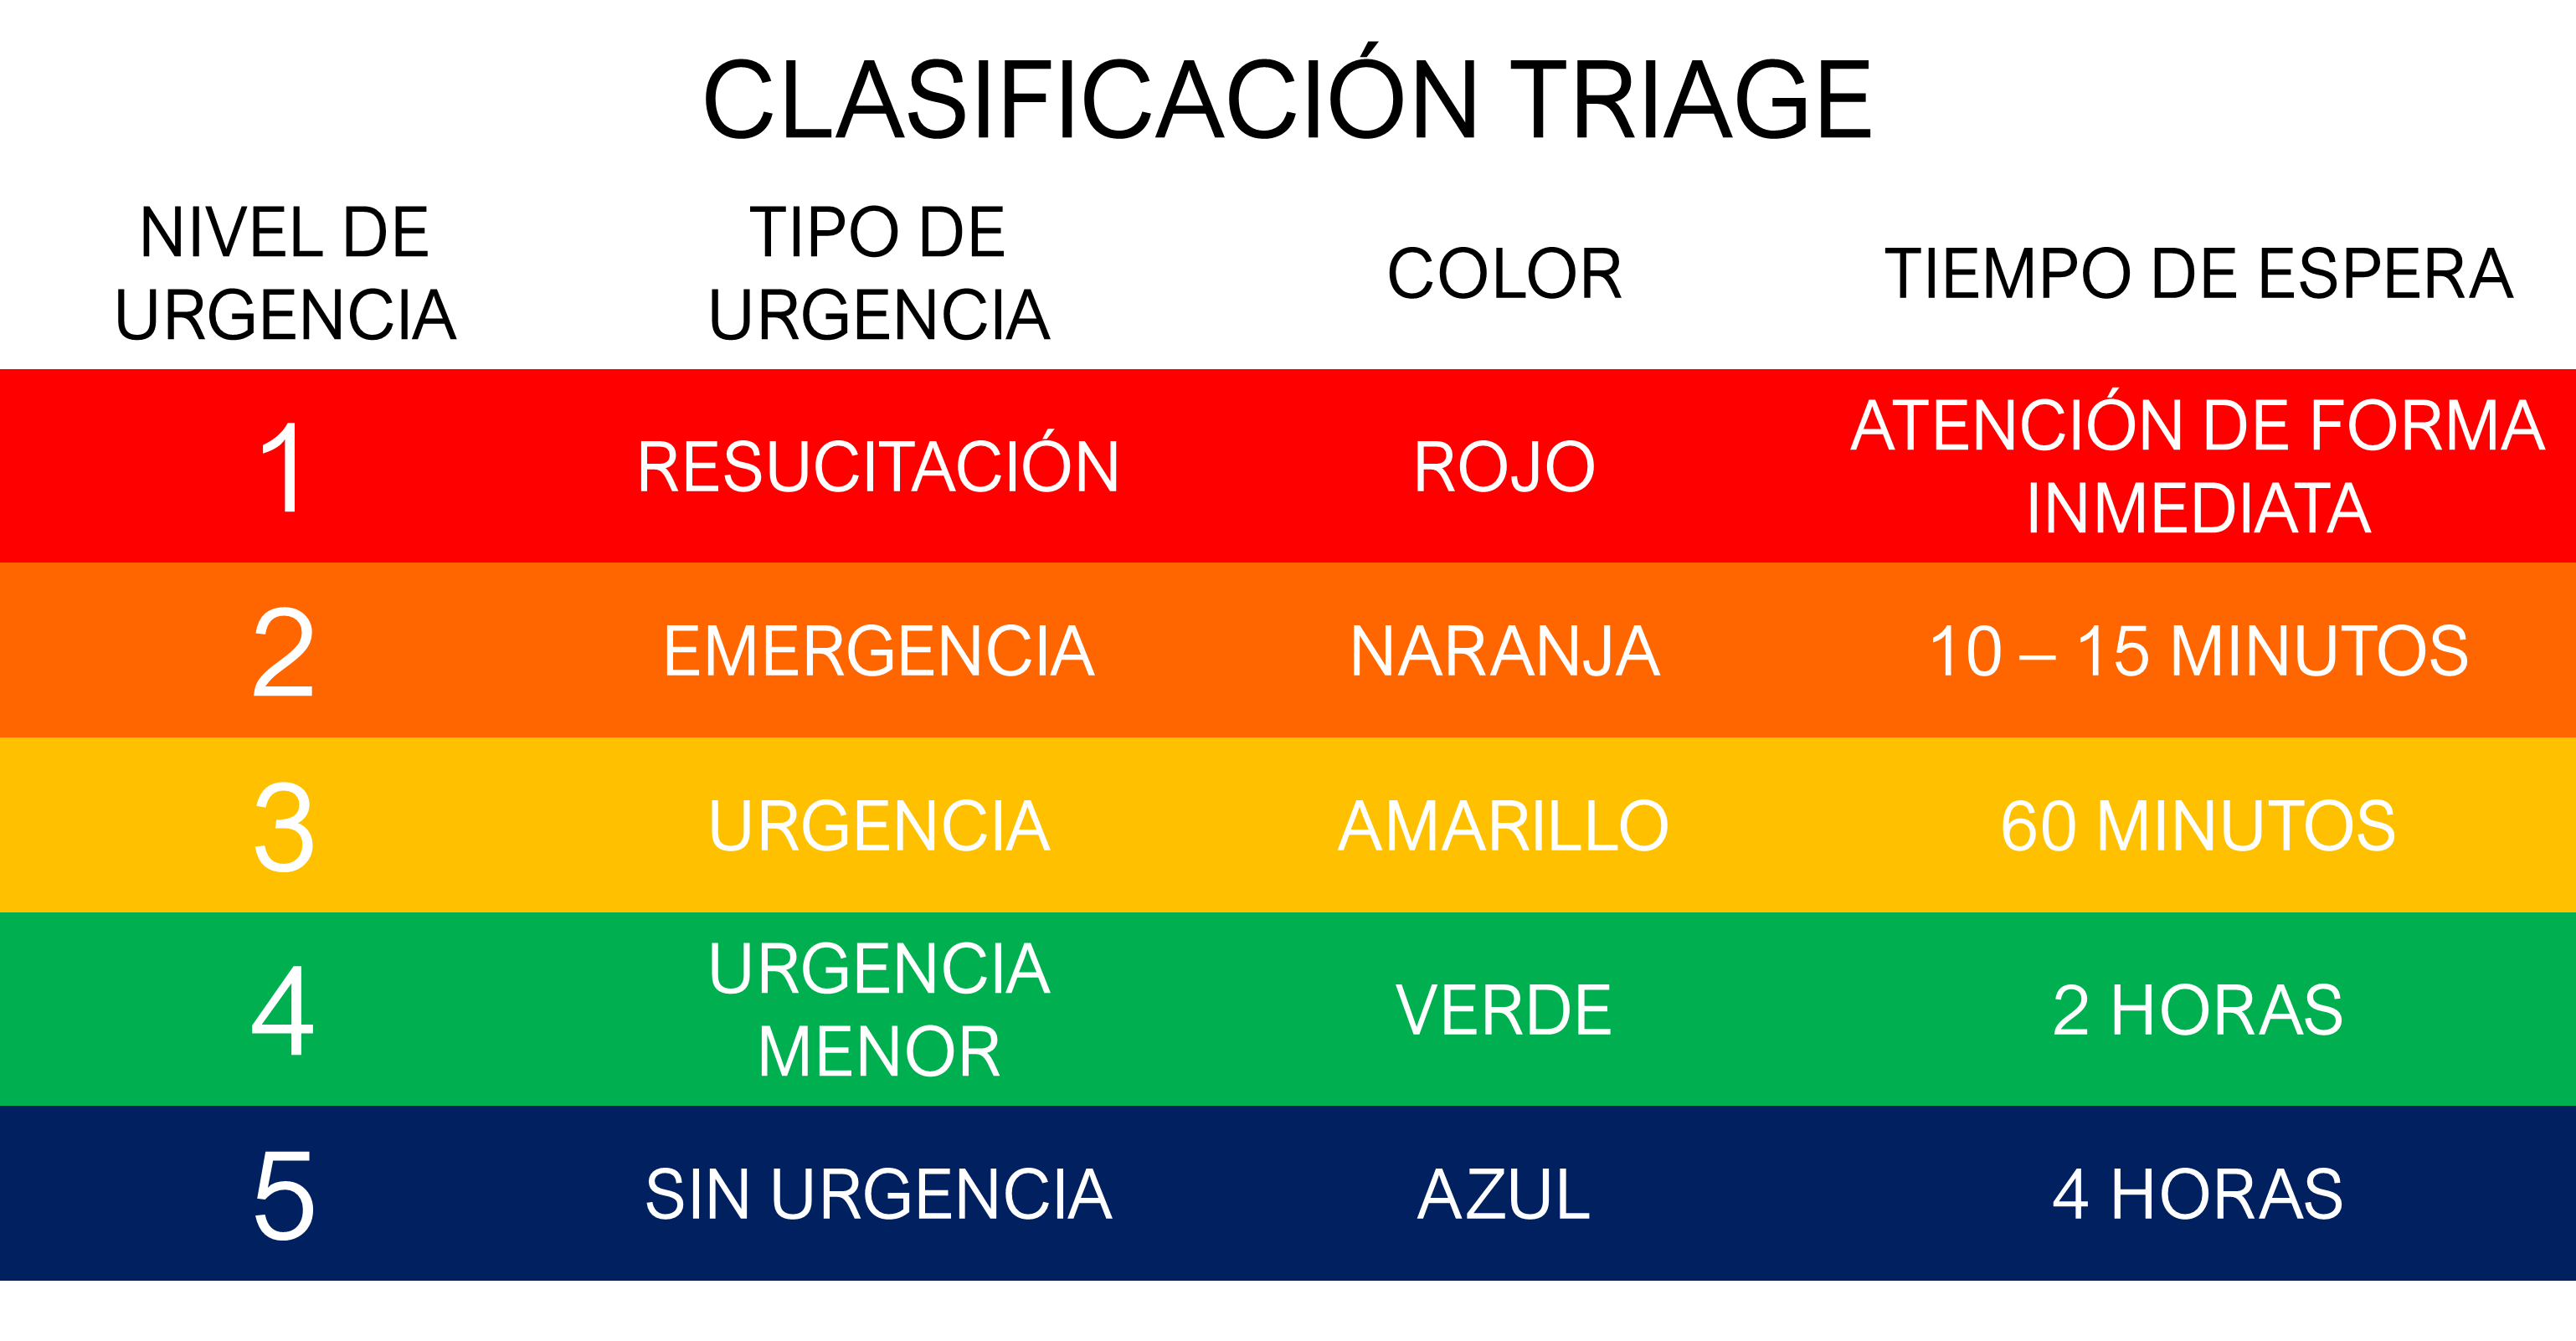 CLASIFICACIÓN TRIAGE
NIVEL DE
URGENCIA
TIPO DE
URGENCIA
COLOR
TIEMPO DE ESPERA
1
RESUCITACIÓN
ROJO
ATENCIÓN DE FORMA
INMEDIATA
2
EMERGENCIA
NARANJA
10 – 15 MINUTOS
3
URGENCIA
AMARILLO
60 MINUTOS
4
URGENCIA
MENOR
VERDE
2 HORAS
5
SIN URGENCIA
AZUL
4 HORAS